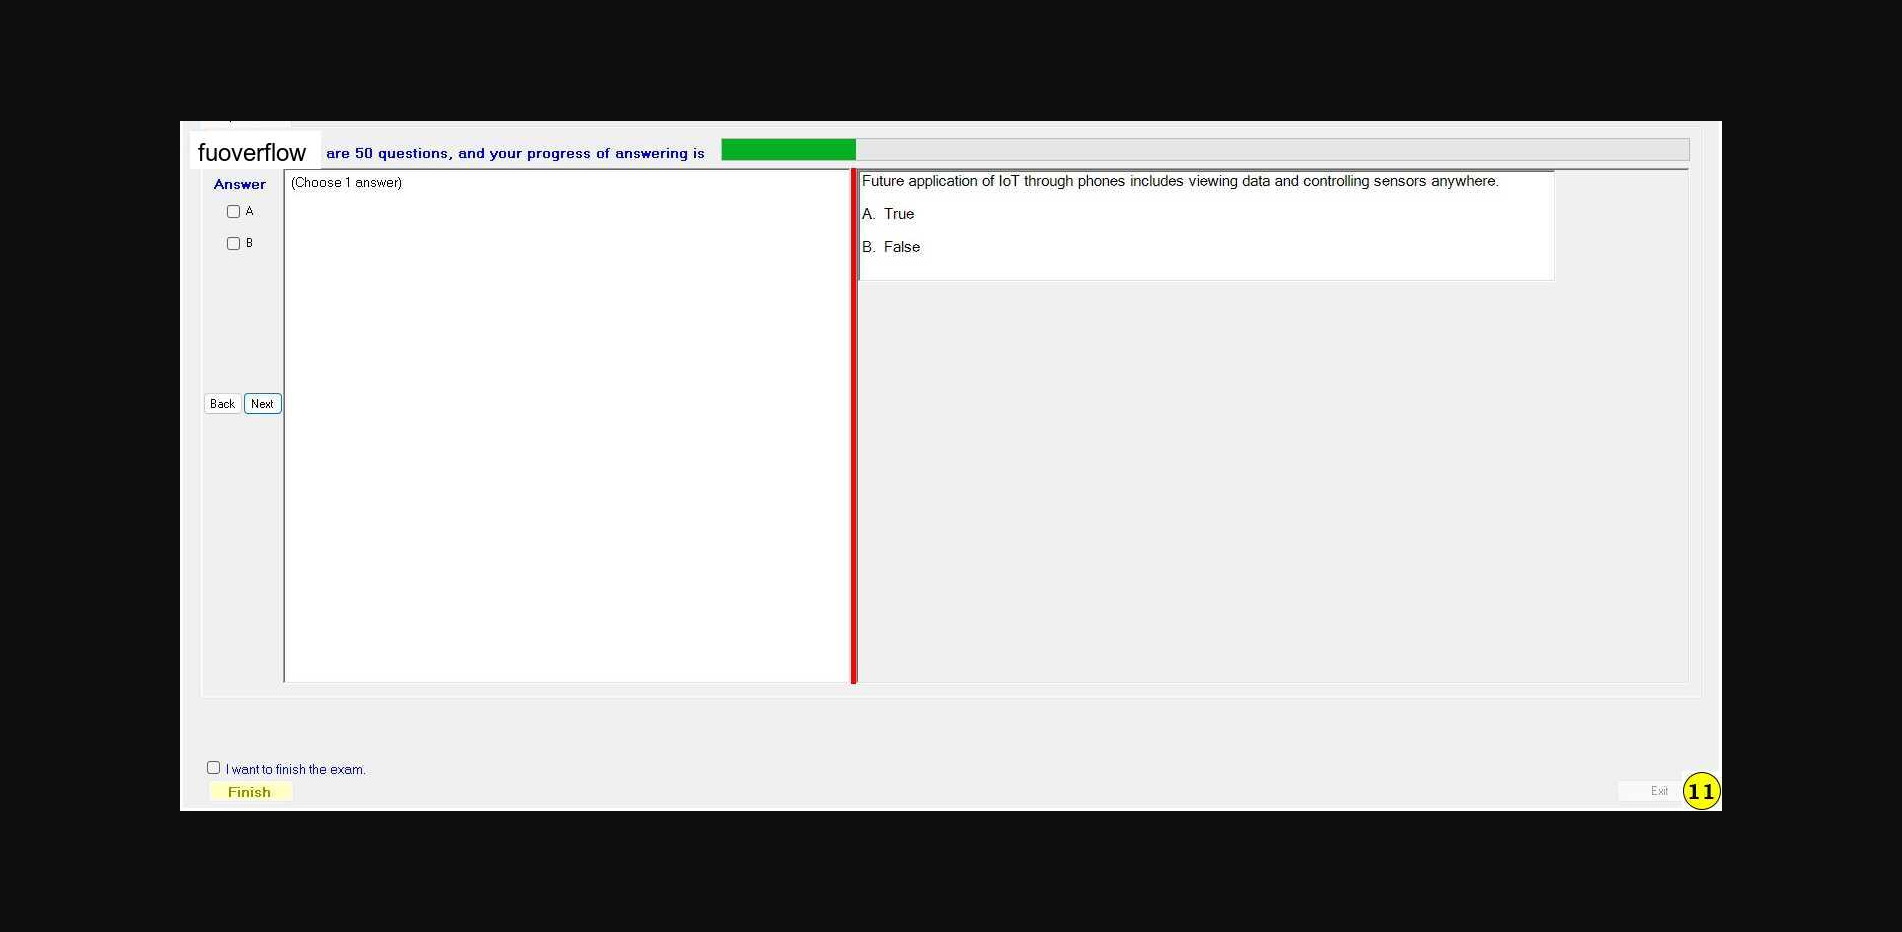 fuoverflow are 50 questions, and your progress of answering is
Answer
A
B
Back Next
(Choose 1 answer)
Future application of IoT through phones includes viewing data and controlling sensors anywhere.
A. True
B. False
I want to finish the exam.
Finish
Exit
11